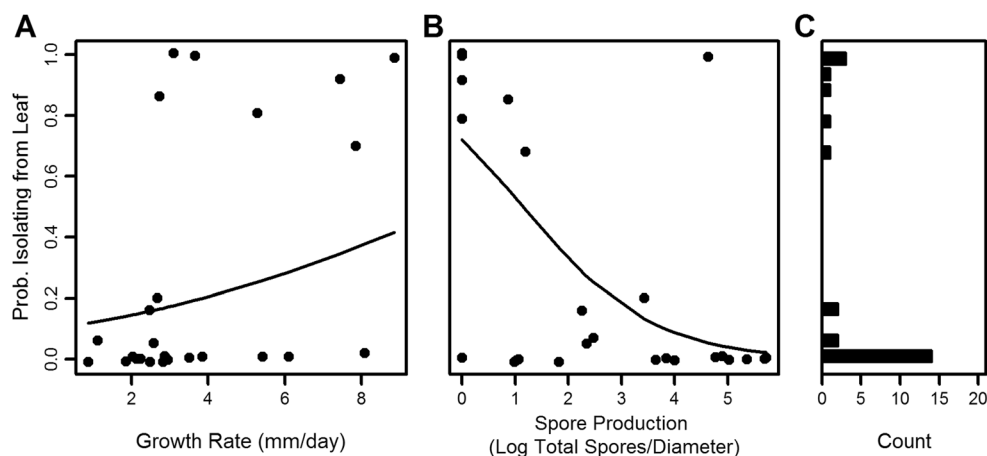 A
B
C
Prob. Isolating from Leaf
0.0
0.2
0.4
0.6
0.8
1.0
2 4 6 8
Growth Rate (mm/day)
0 1 2 3 4 5
Spore Production
(Log Total Spores/Diameter)
0 5 10 15 20
Count